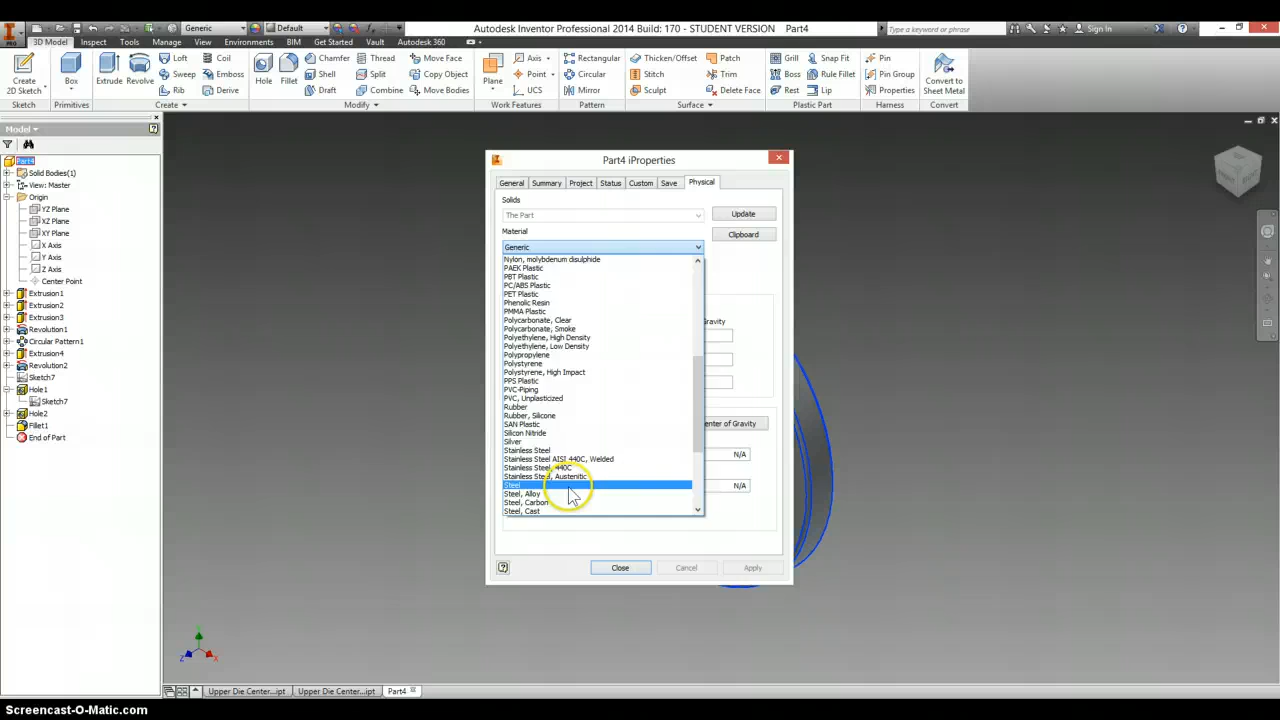 Generic
Default
Autodesk Inventor Professional 2014 Build: 170 - STUDENT VERSION Part4
Type a keyword or phrase
Sign In
PRO
3D Model Inspect Tools Manage View Environments BIM Get Started Vault Autodesk 360
Create 2D Sketch
Box
Extrude
Revolve
Loft
Sweep
Rib
Coil
Emboss
Derive
Hole
Fillet
Chamfer
Shell
Draft
Thread
Split
Combine
Move Face
Copy Object
Move Bodies
Plane
Axis
Point
UCS
Rectangular
Circular
Mirror
Thicken/Offset
Stitch
Sculpt
Patch
Trim
Delete Face
Grill
Boss
Rest
Snap Fit
Rule Fillet
Lip
Pin
Pin Group
Properties
Convert to Sheet Metal
Sketch Primitives Create Modify Work Features Pattern Surface Plastic Part Harness Convert
Model
Part4
Solid Bodies(1)
View: Master
Origin
YZ Plane
XZ Plane
XY Plane
X Axis
Y Axis
Z Axis
Center Point
Extrusion1
Extrusion2
Extrusion3
Revolution1
Circular Pattern1
Extrusion4
Revolution2
Sketch7
Hole1
Sketch7
Hole2
Fillet1
End of Part
Part4 iProperties
General Summary Project Status Custom Save Physical
Solids
The Part
Update
Material
Clipboard
Generic
Nylon, molybdenum disulphide
PAEK Plastic
PBT Plastic
PC/ABS Plastic
PET Plastic
Phenolic Resin
PMMA Plastic
Polycarbonate, Clear
Polycarbonate, Smoke
Polyethylene, High Density
Polyethylene, Low Density
Polypropylene
Polystyrene
Polystyrene, High Impact
PPS Plastic
PVC-Piping
PVC, Unplasticized
Rubber
Rubber, Silicone
SAN Plastic
Silicon Nitride
Silver
Stainless Steel
Stainless Steel AISI 440C, Welded
Stainless Steel, 440C
Stainless Steel, Austenitic
Steel
Steel, Alloy
Steel, Carbon
Steel, Cast
ravity
enter of Gravity
N/A
N/A
Close Cancel Apply
X
Z
Upper Die Center...ipt Upper Die Center...ipt Part4
Screencast-O-Matic.com